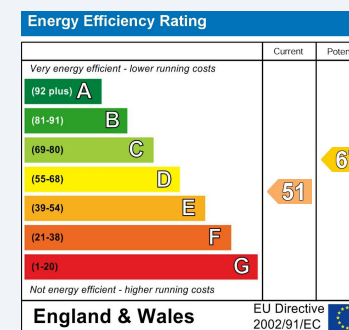 Energy Efficiency Rating
Current
Very energy efficient - lower running costs
(92 plus) A
(81-91) B
(69-80) C
(55-68) D
(39-54) E
51
(21-38) F
(1-20) G
Not energy efficient - higher running costs
England & Wales
EU Directive
2002/91/EC